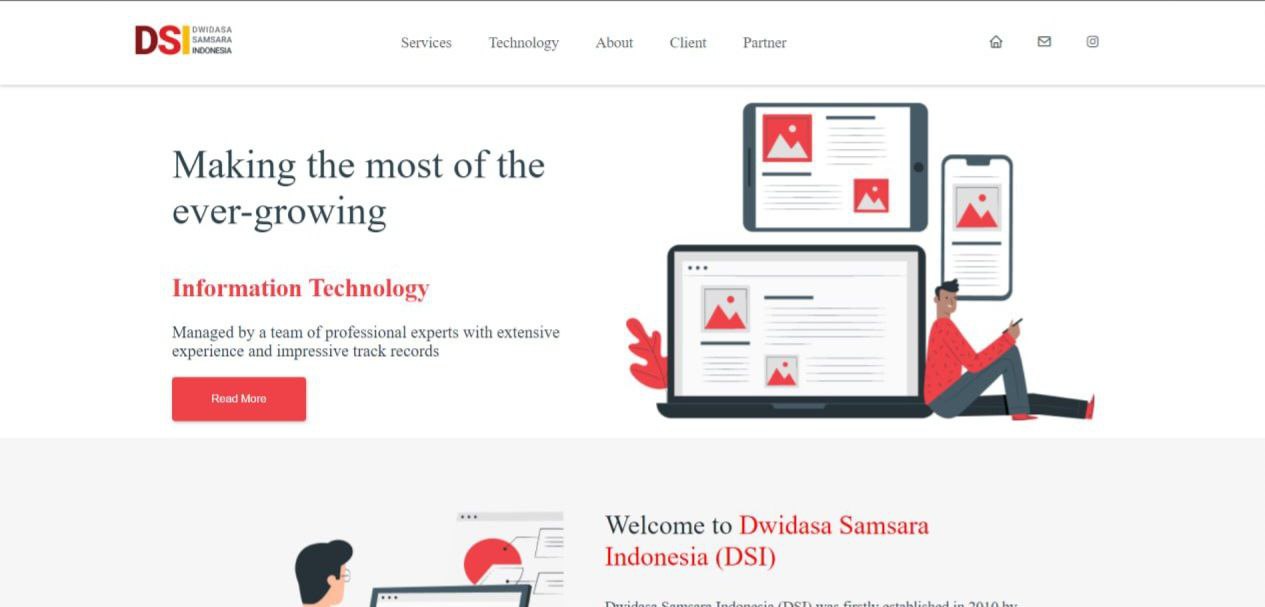 DSI DWIDASA
SAMSARA
INDONESIA
Services Technology About Client Partner
Making the most of the
ever-growing
Information Technology
Managed by a team of professional experts with extensive
experience and impressive track records
Read More
Welcome to Dwidasa Samsara
Indonesia (DSI)
Dwidasa Samsara Indonesia (DSI) was firstly established in 2010 by